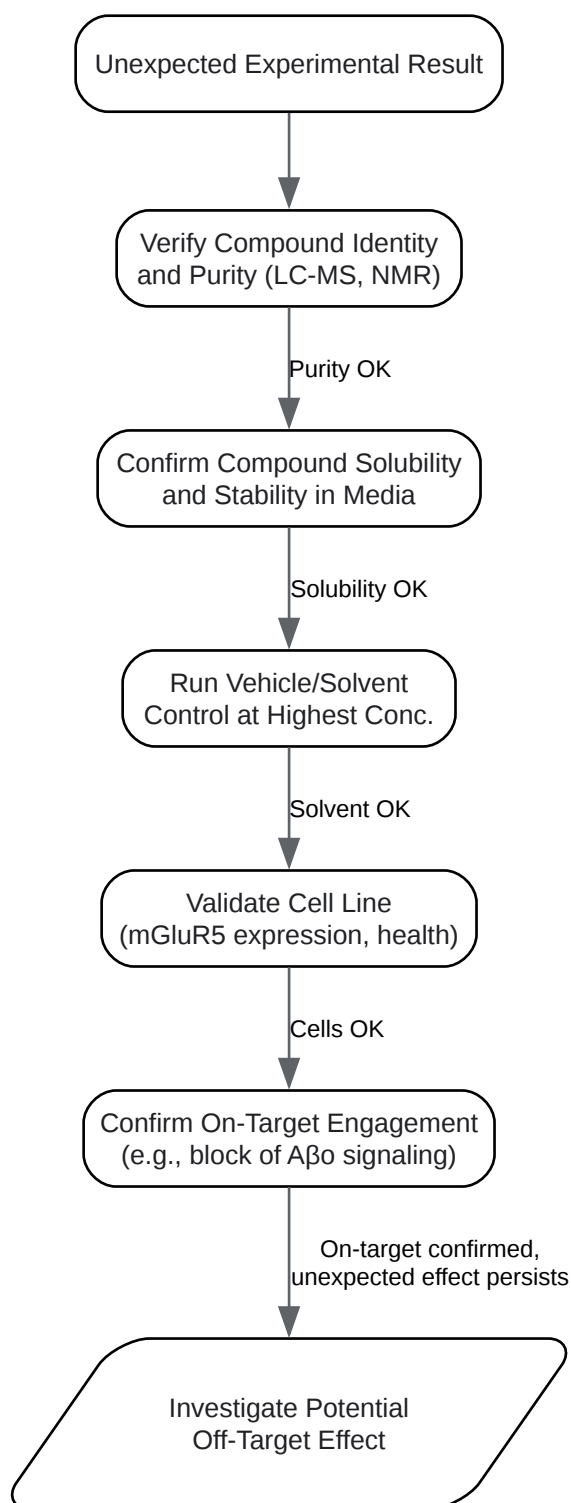 Unexpected Experimental Result
Verify Compound Identity
and Purity (LC-MS, NMR)
Purity OK
Confirm Compound Solubility
and Stability in Media
Solubility OK
Run Vehicle/Solvent
Control at Highest Conc.
Solvent OK
Validate Cell Line
(mGluR5 expression, health)
Cells OK
Confirm On-Target Engagement
(e.g., block of Aβo signaling)
On-target confirmed,
unexpected effect persists
Investigate Potential
Off-Target Effect